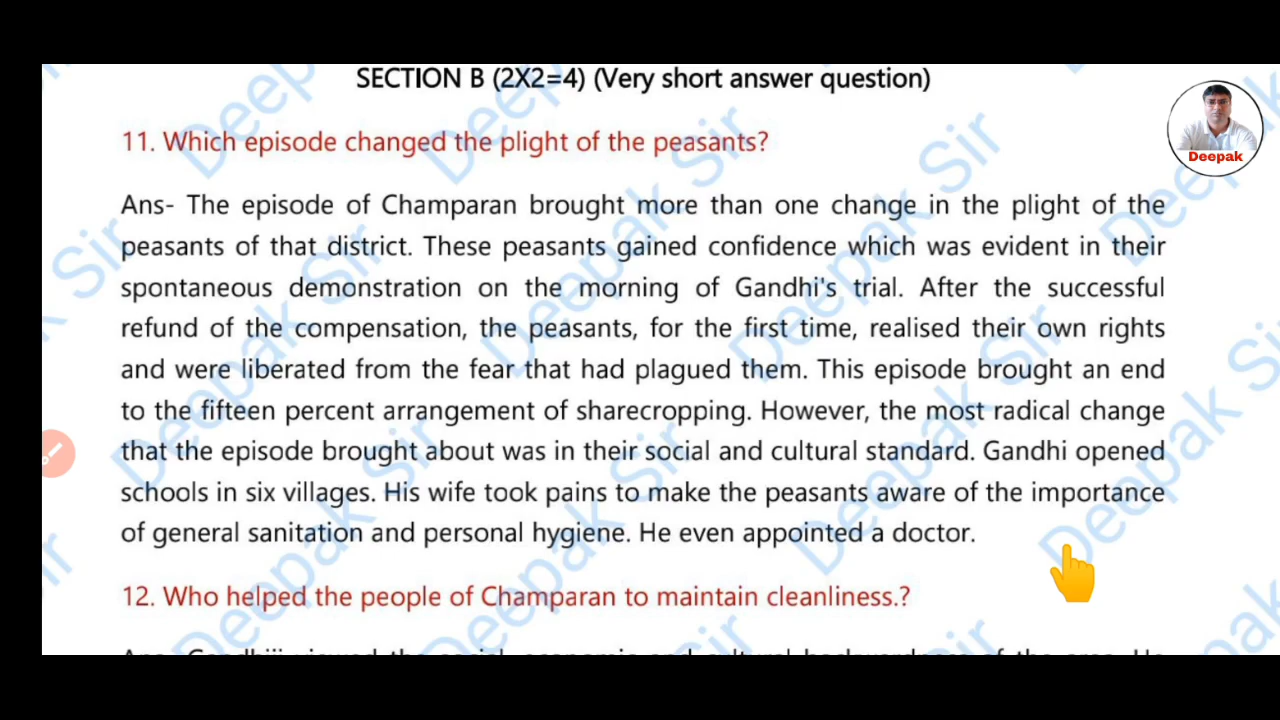 SECTION B (2X2=4) (Very short answer question)
Deepak
11. Which episode changed the plight of the peasants?
Ans- The episode of Champaran brought more than one change in the plight of the
peasants of that district. These peasants gained confidence which was evident in their
spontaneous demonstration on the morning of Gandhi's trial. After the successful
refund of the compensation, the peasants, for the first time, realised their own rights
and were liberated from the fear that had plagued them. This episode brought an end
to the fifteen percent arrangement of sharecropping. However, the most radical change
that the episode brought about was in their social and cultural standard. Gandhi opened
schools in six villages. His wife took pains to make the peasants aware of the importance
of general sanitation and personal hygiene. He even appointed a doctor.
12. Who helped the people of Champaran to maintain cleanliness.?
Deepak Sir